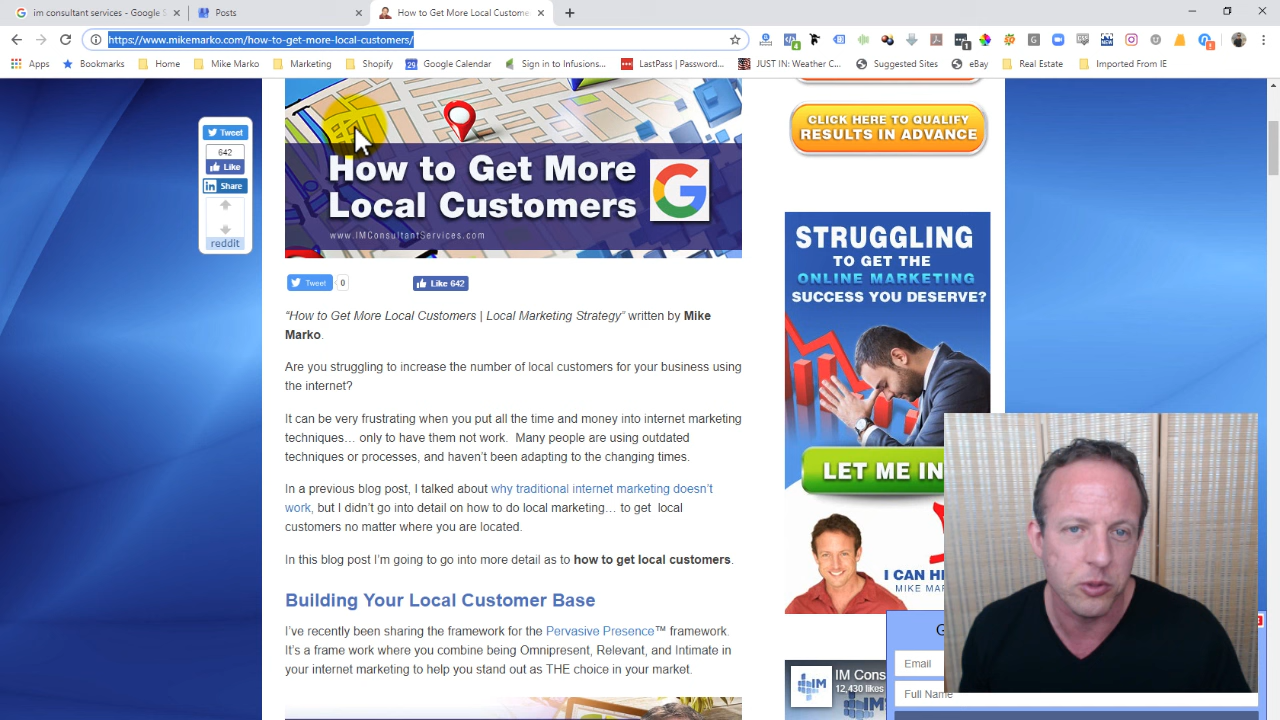 im consultant services - Google S
Posts
How to Get More Local Custome
https://www.mikemarko.com/how-to-get-more-local-customers/
Apps
Bookmarks
Home
Mike Marko
Marketing
Shopify
Google Calendar
Sign in to Infusions...
LastPass | Password...
JUST IN: Weather C...
Suggested Sites
eBay
Real Estate
Imported From IE
Tweet
642
Like
Share
reddit
How to Get More
Local Customers
www.IMConsultantServices.com
Tweet
0
Like 642
“How to Get More Local Customers | Local Marketing Strategy” written by Mike
Marko.
Are you struggling to increase the number of local customers for your business using
the internet?
It can be very frustrating when you put all the time and money into internet marketing
techniques… only to have them not work.  Many people are using outdated
techniques or processes, and haven’t been adapting to the changing times.
In a previous blog post, I talked about why traditional internet marketing doesn’t
work, but I didn’t go into detail on how to do local marketing… to get  local
customers no matter where you are located.
In this blog post I’m going to go into more detail as to how to get local customers.
Building Your Local Customer Base
I’ve recently been sharing the framework for the Pervasive Presence™ framework.
It’s a frame work where you combine being Omnipresent, Relevant, and Intimate in
your internet marketing to help you stand out as THE choice in your market.
CLICK HERE TO QUALIFY
RESULTS IN ADVANCE
STRUGGLING
TO GET THE
ONLINE MARKETING
SUCCESS YOU DESERVE?
LET ME IN
I CAN HE
MIKE MAR
IM Cons
12,430 likes
IM
G
Email
Full Name